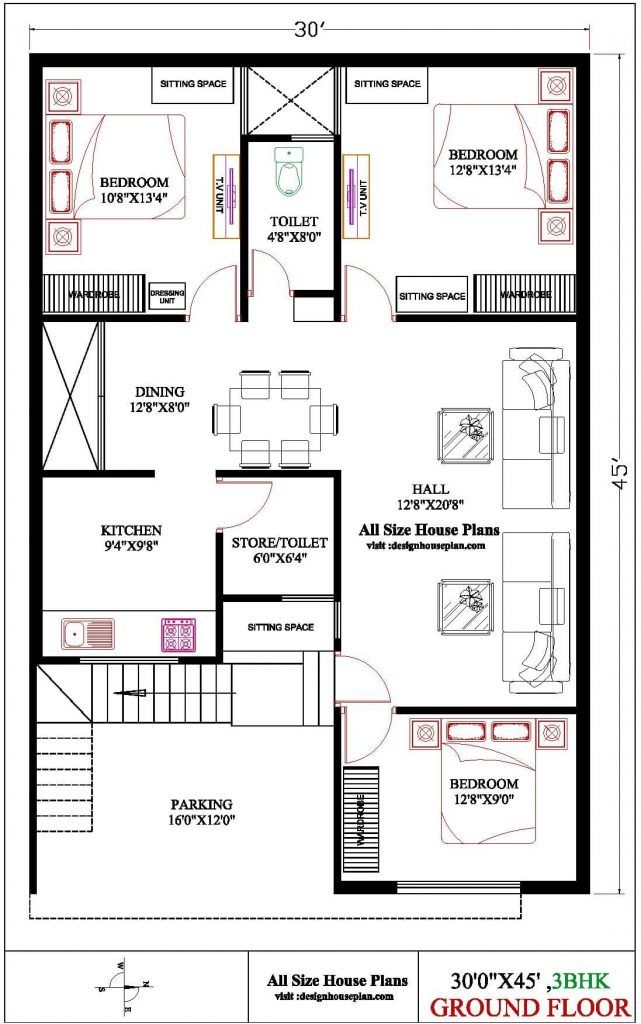 30'
SITTING SPACE
SITTING SPACE
BEDROOM
10'8"X13'4"
T.V UNIT
TOILET
4'8"X8'0"
T.V UNIT
BEDROOM
12'8"X13'4"
WARDROBE
DRESSING
UNIT
SITTING SPACE
WARDROBE
DINING
12'8"X8'0"
45'
HALL
12'8"X20'8"
All Size House Plans
visit :designhouseplan.com
KITCHEN
9'4"X9'8"
STORE/TOILET
6'0"X6'4"
SITTING SPACE
BEDROOM
12'8"X9'0"
WARDROBE
PARKING
16'0"X12'0"
W
N
S
E
All Size House Plans
visit :designhouseplan.com
30'0"X45' ,3BHK
GROUND FLOOR